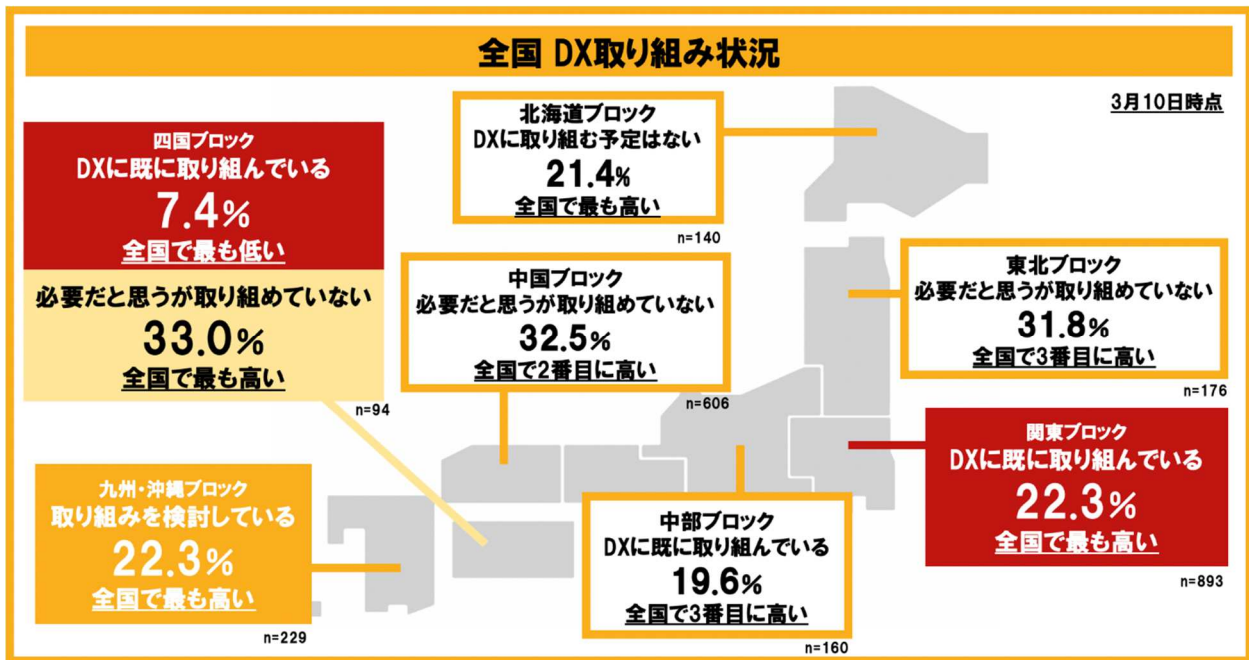 全国 DX取り組み状況
3月10日時点
四国ブロック
DXに既に取り組んでいる
7.4%
全国で最も低い
必要だと思うが取り組めていない
33.0%
全国で最も高い
n=94
北海道ブロック
DXに取り組む予定はない
21.4%
全国で最も高い
n=140
中国ブロック
必要だと思うが取り組めていない
32.5%
全国で2番目に高い
n=606
東北ブロック
必要だと思うが取り組めていない
31.8%
全国で3番目に高い
n=176
九州・沖縄ブロック
取り組みを検討している
22.3%
全国で最も高い
n=229
中部ブロック
DXに既に取り組んでいる
19.6%
全国で3番目に高い
n=160
関東ブロック
DXに既に取り組んでいる
22.3%
全国で最も高い
n=893